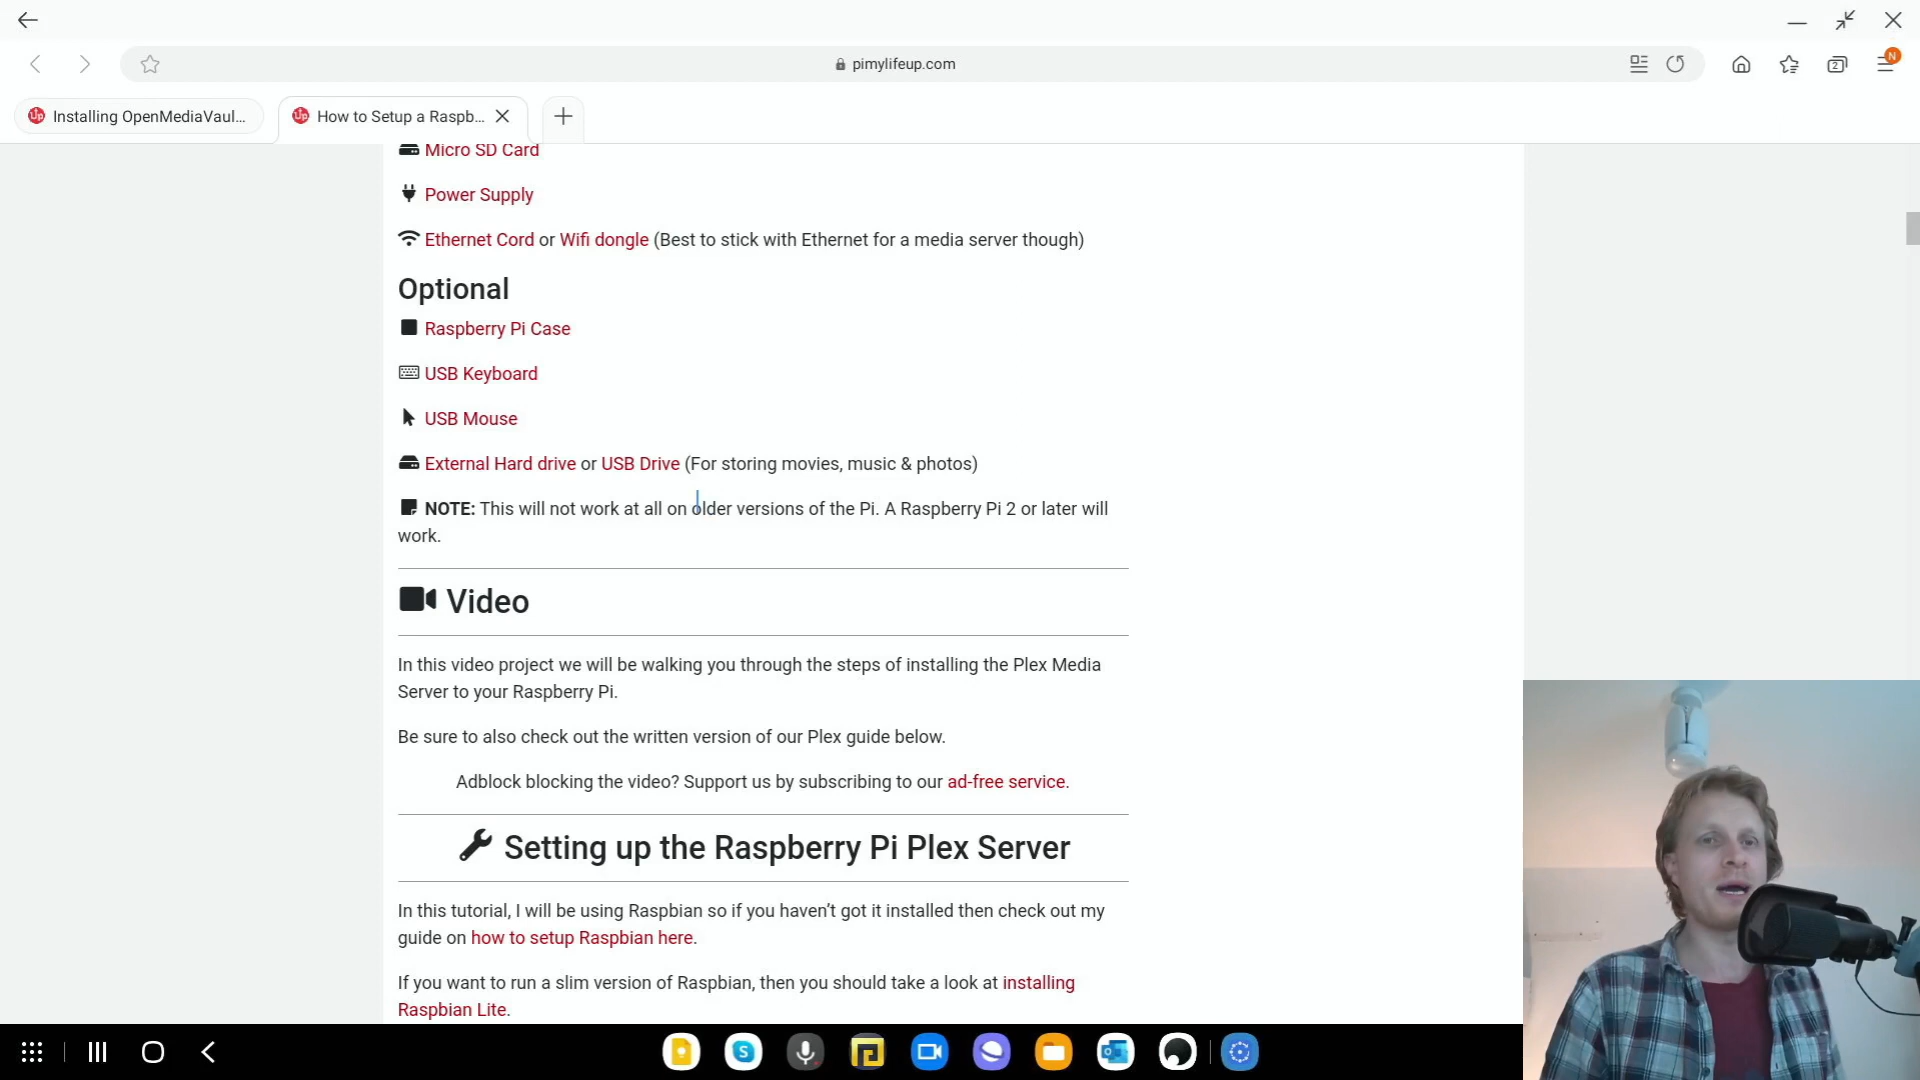 pimylifeup.com
2
N
Installing OpenMediaVaul...
How to Setup a Raspb...
Micro SD Card
Power Supply
Ethernet Cord or Wifi dongle (Best to stick with Ethernet for a media server though)
Optional
Raspberry Pi Case
USB Keyboard
USB Mouse
External Hard drive or USB Drive (For storing movies, music & photos)
NOTE: This will not work at all on older versions of the Pi. A Raspberry Pi 2 or later will
work.
Video
In this video project we will be walking you through the steps of installing the Plex Media
Server to your Raspberry Pi.
Be sure to also check out the written version of our Plex guide below.
Adblock blocking the video? Support us by subscribing to our ad-free service.
Setting up the Raspberry Pi Plex Server
In this tutorial, I will be using Raspbian so if you haven’t got it installed then check out my
guide on how to setup Raspbian here.
If you want to run a slim version of Raspbian, then you should take a look at installing
Raspbian Lite.